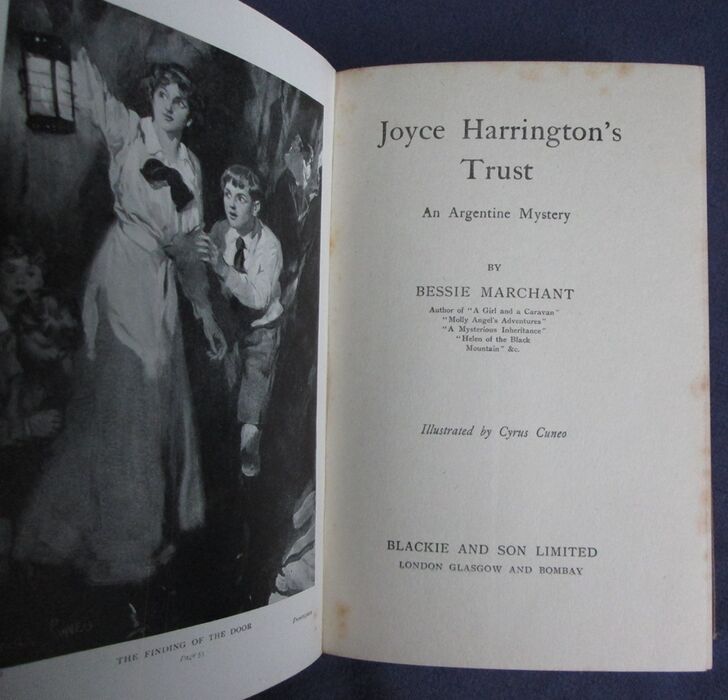 THE FINDING OF THE DOOR
Page 53
Frontispiece
Joyce Harrington's
Trust
An Argentine Mystery
BY
BESSIE MARCHANT
Author of "A Girl and a Caravan"
"Molly Angel's Adventures"
"A Mysterious Inheritance"
"Helen of the Black
Mountain" &c.
Illustrated by Cyrus Cuneo
BLACKIE AND SON LIMITED
LONDON GLASGOW AND BOMBAY